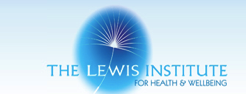 THE LEWIS INSTITUTE
FOR HEALTH & WELLBEING